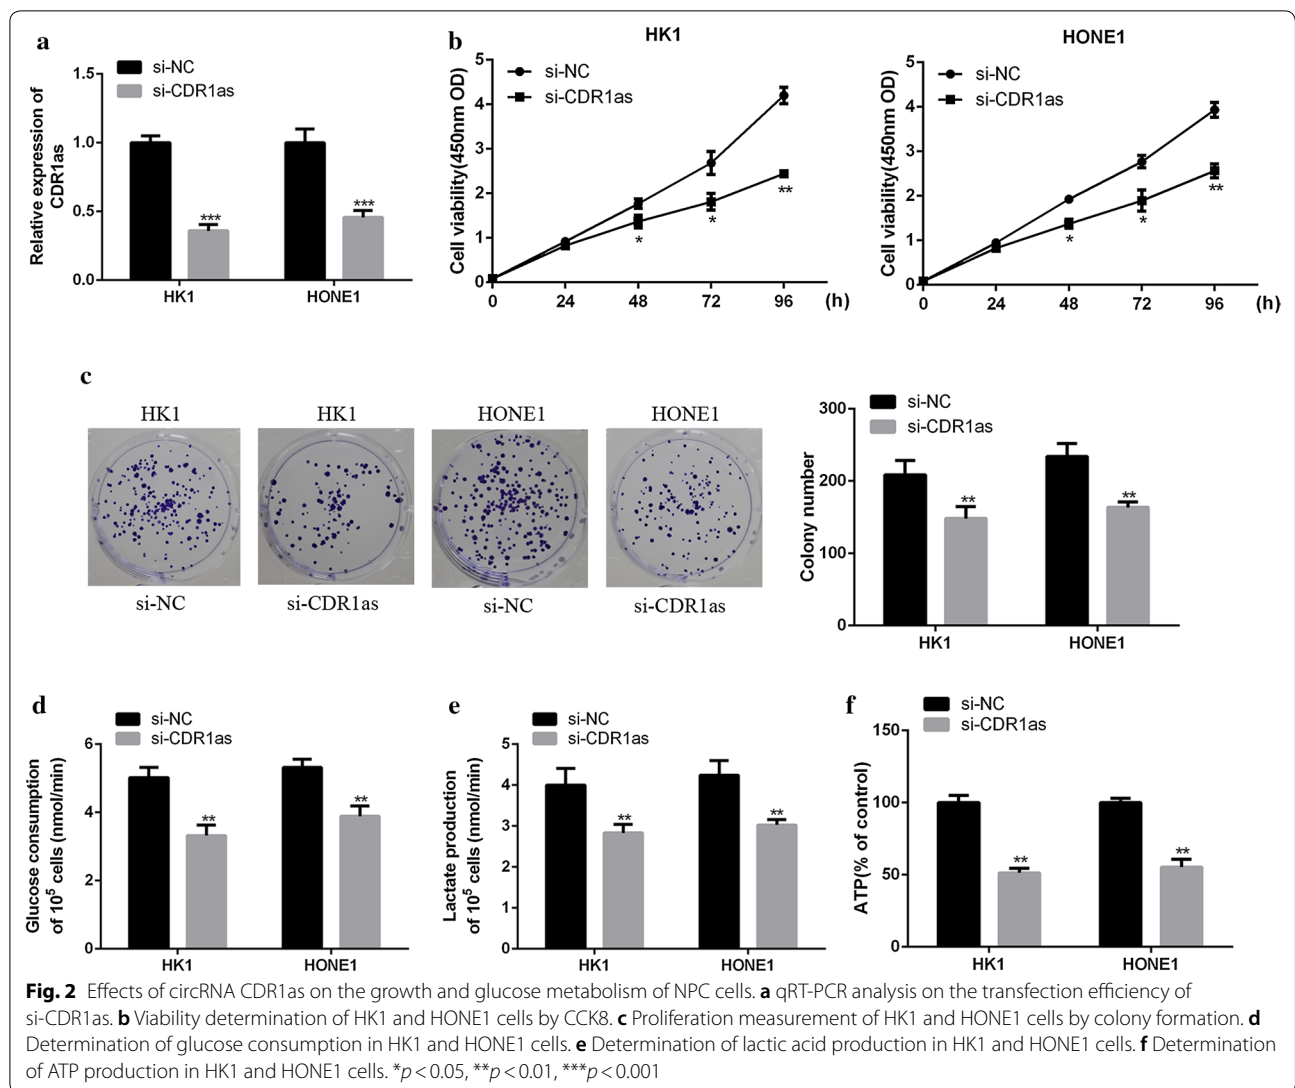 a
si-NC
si-CDR1as
Relative expression of
CDR1as
1.5
1.0
0.5
0.0
***
***
HK1
HONE1
b
HK1
si-NC
si-CDR1as
Cell viability(450nm OD)
5
4
3
2
1
0
*
*
**
0 24 48 72 96 (h)
HONE1
si-NC
si-CDR1as
Cell viability(450nm OD)
5
4
3
2
1
0
*
*
**
0 24 48 72 96 (h)
c
HK1 HK1 HONE1 HONE1
si-NC si-CDR1as si-NC si-CDR1as
si-NC
si-CDR1as
Colony number
300
200
100
0
**
**
HK1 HONE1
d
si-NC
si-CDR1as
Glucose consumption
of 10⁵ cells (nmol/min)
6
4
2
0
**
**
HK1 HONE1
e
si-NC
si-CDR1as
Lactate production
of 10⁵ cells (nmol/min)
5
4
3
2
1
0
**
**
HK1 HONE1
f
si-NC
si-CDR1as
ATP(% of control)
150
100
50
0
**
**
HK1 HONE1
Fig. 2 Effects of circRNA CDR1as on the growth and glucose metabolism of NPC cells. a qRT-PCR analysis on the transfection efficiency of
si-CDR1as. b Viability determination of HK1 and HONE1 cells by CCK8. c Proliferation measurement of HK1 and HONE1 cells by colony formation. d
Determination of glucose consumption in HK1 and HONE1 cells. e Determination of lactic acid production in HK1 and HONE1 cells. f Determination
of ATP production in HK1 and HONE1 cells. *p < 0.05, **p < 0.01, ***p < 0.001